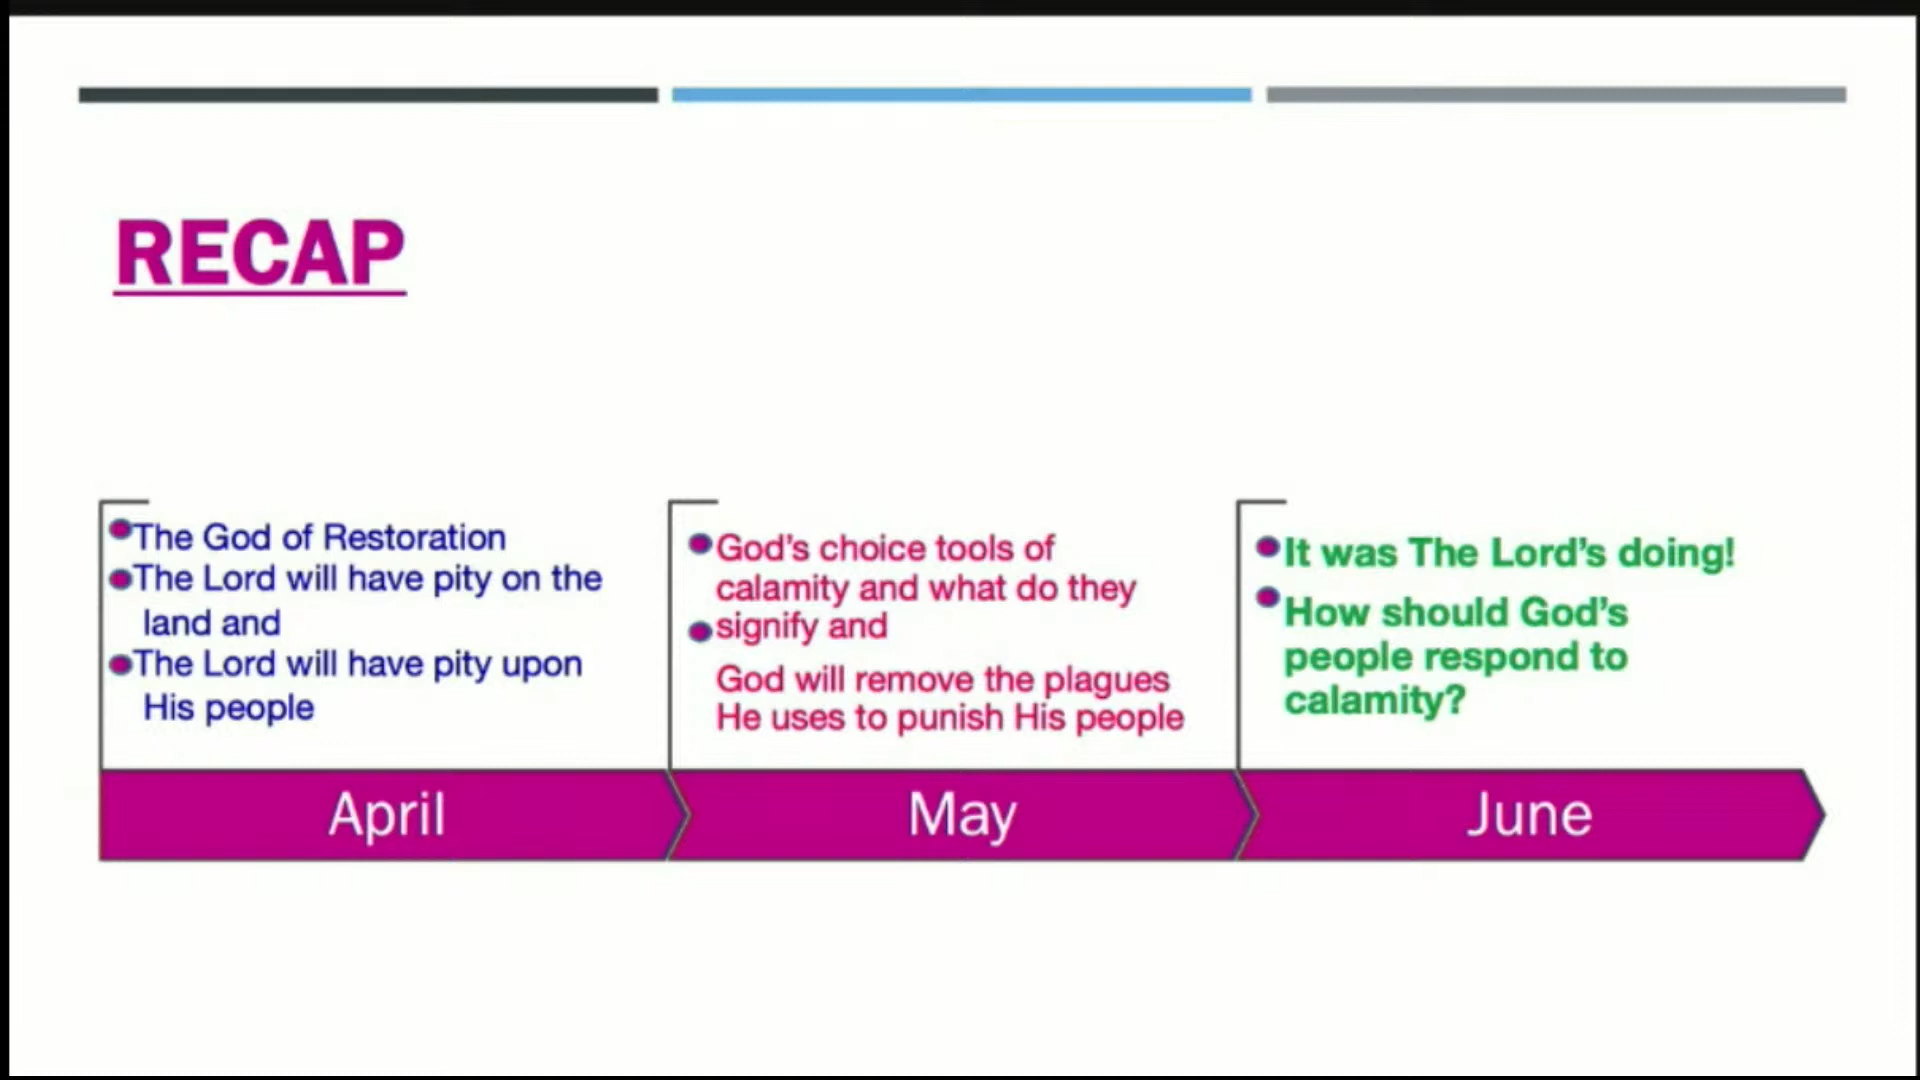 RECAP
The God of Restoration
The Lord will have pity on the
land and
The Lord will have pity upon
His people
God's choice tools of
calamity and what do they
signify and
God will remove the plagues
He uses to punish His people
It was The Lord's doing!
How should God's
people respond to
calamity?
April
May
June